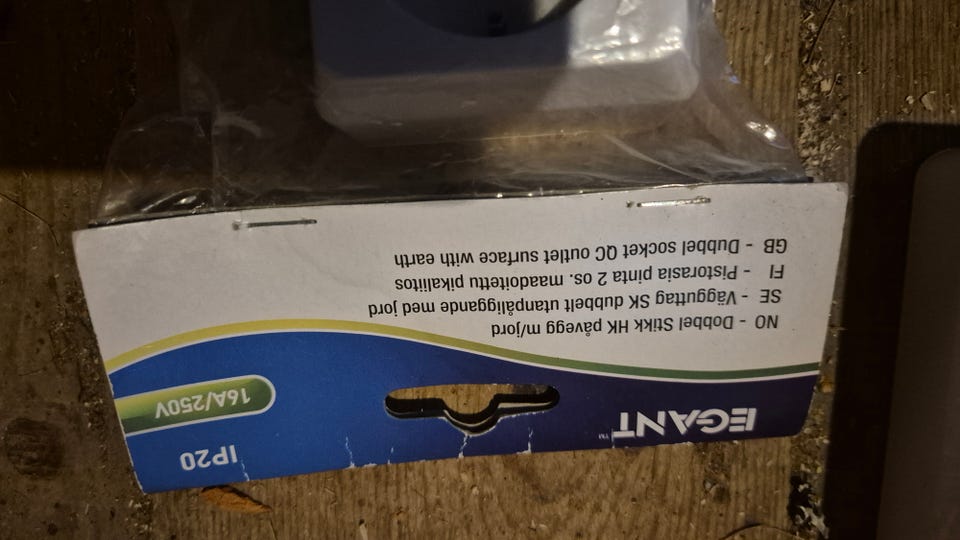 EGANT™
IP20
16A/250V
NO - Dobbel Stikk HK påvegg m/jord
SE - Vägguttag SK dubbelt utanpåliggande med jord
FI - Pistorasia pinta 2 os. maadoitettu pikaliitos
GB - Dubbel socket QC outlet surface with earth